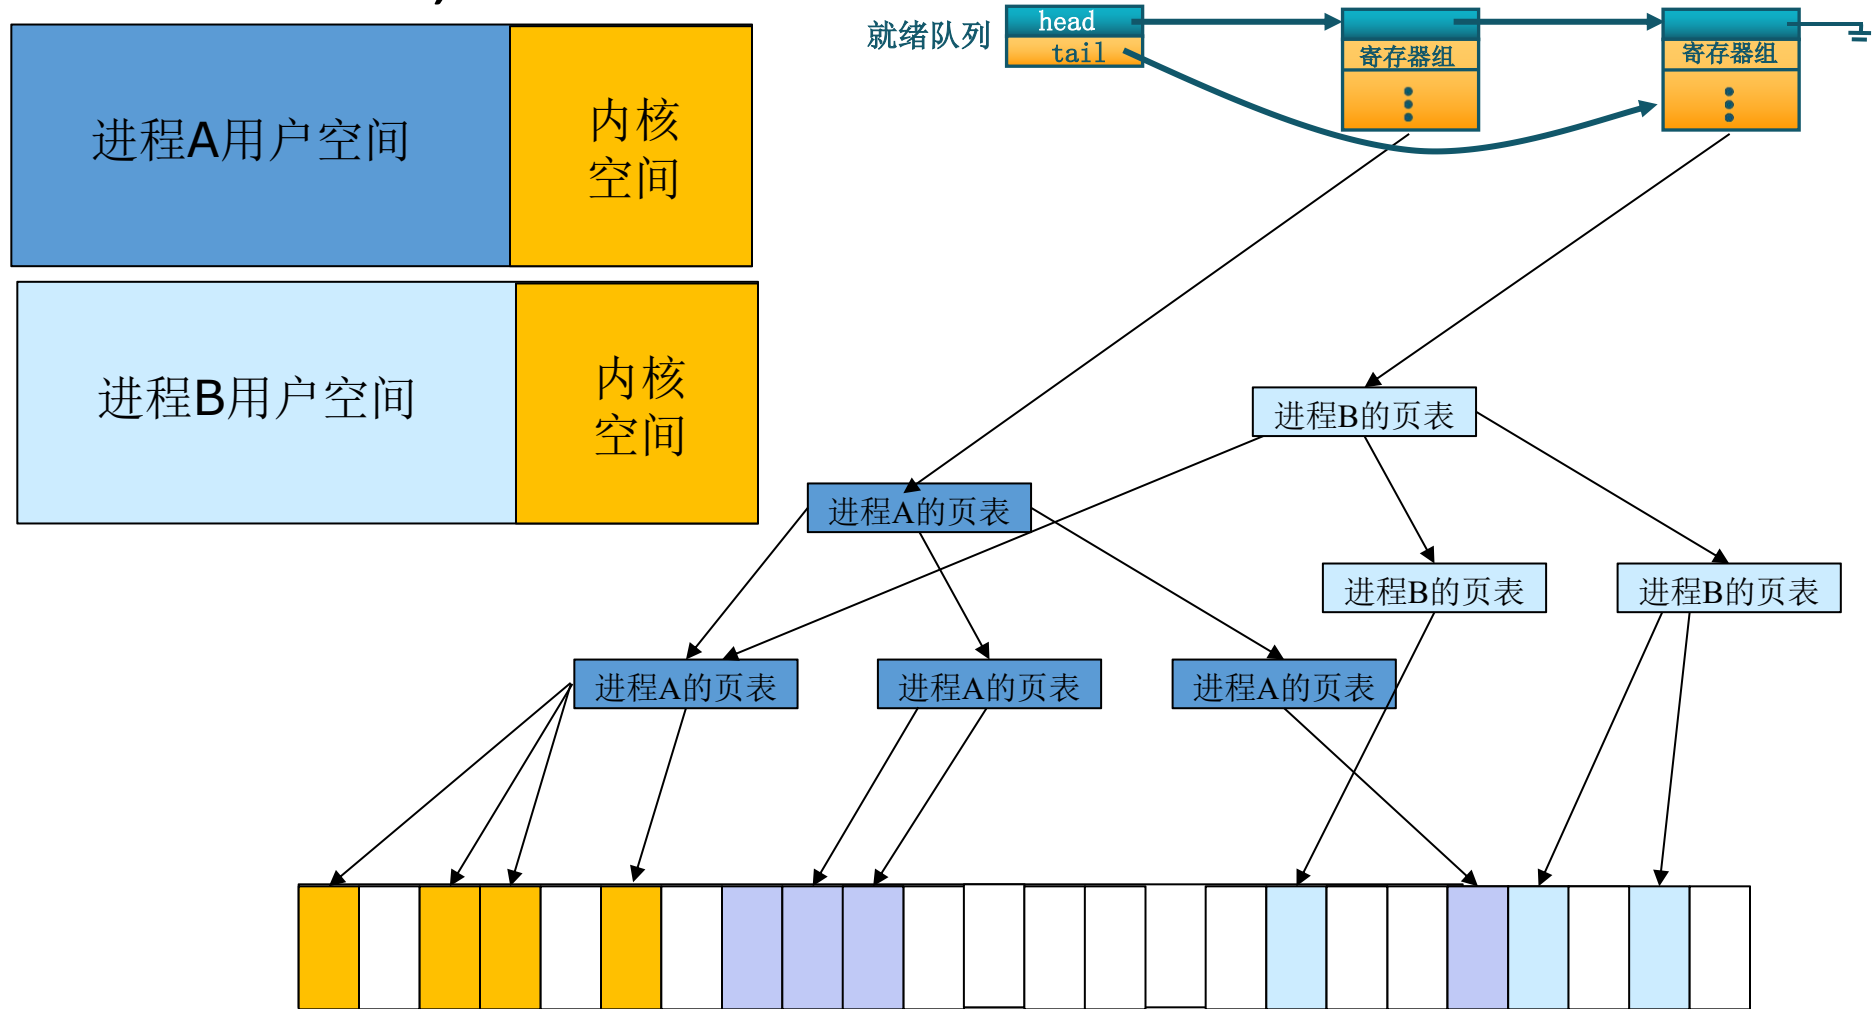 就绪队列
head
tail
寄存器组
寄存器组
进程A用户空间
内核
空间
进程B用户空间
内核
空间
进程B的页表
进程A的页表
进程B的页表
进程B的页表
进程A的页表
进程A的页表
进程A的页表